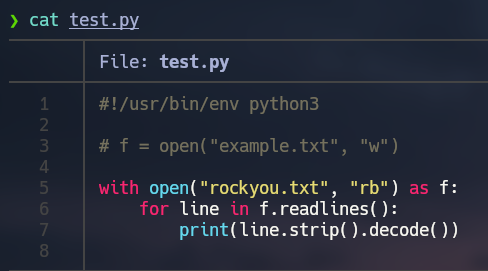 ❯ cat test.py
File: test.py
1 #!/usr/bin/env python3
2
3 # f = open("example.txt", "w")
4
5 with open("rockyou.txt", "rb") as f:
6     for line in f.readlines():
7         print(line.strip().decode())
8